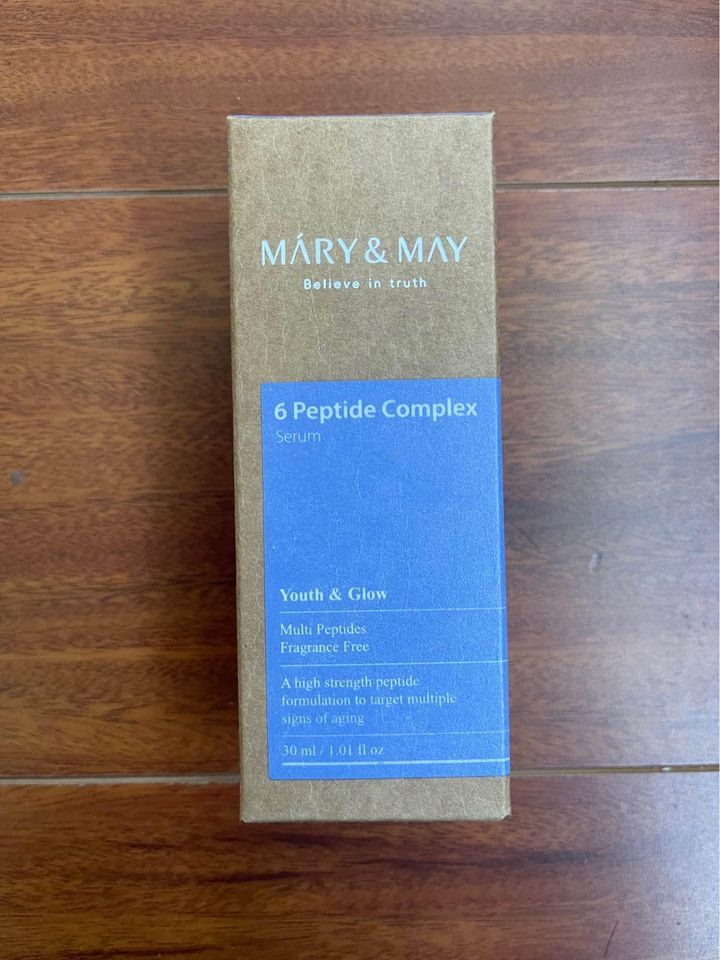 MÁRY & MAY
Believe in truth
6 Peptide Complex
Serum
Youth & Glow
Multi Peptides
Fragrance Free
A high strength peptide
formulation to target multiple
signs of aging
30 ml / 1.01 fl.oz